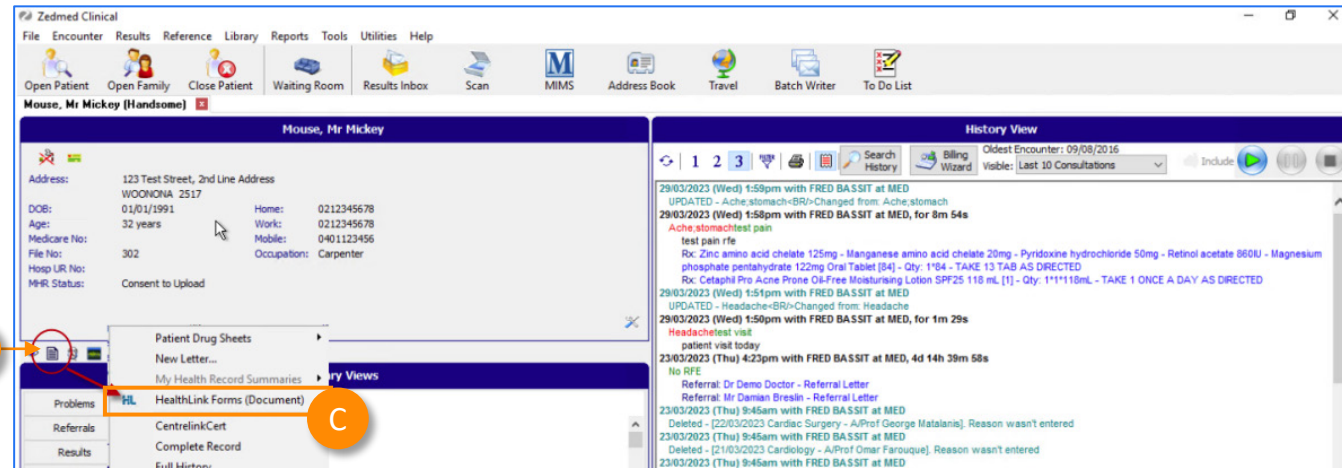 Zedmed Clinical
File Encounter Results Reference Library Reports Tools Utilities Help
Open Patient Open Family Close Patient Waiting Room Results Inbox Scan MIMS Address Book Travel Batch Writer To Do List
Mouse, Mr Mickey (Handsome)
Mouse, Mr Mickey
Address: 123 Test Street, 2nd Line Address
WOONONA 2517
DOB: 01/01/1991 Home: 0212345678
Age: 32 years Work: 0212345678
Medicare No: Mobile: 0401123456
File No: 302 Occupation: Carpenter
Hosp UR No:
MHR Status: Consent to Upload
Patient Drug Sheets
New Letter...
My Health Record Summaries
ry Views
HL HealthLink Forms (Document)
C
CentrelinkCert
Complete Record
Full History
Problems
Referrals
Results
History View
1 2 3 Search History Billing Wizard Oldest Encounter: 09/08/2016
Visible: Last 10 Consultations Include
29/03/2023 (Wed) 1:59pm with FRED BASSIT at MED
UPDATED - Ache;stomach<BR/>Changed from: Ache;stomach
29/03/2023 (Wed) 1:58pm with FRED BASSIT at MED, for 8m 54s
Ache;stomachtest pain
test pain rfe
Rx: Zinc amino acid chelate 125mg - Manganese amino acid chelate 20mg - Pyridoxine hydrochloride 50mg - Retinol acetate 860IU - Magnesium
phosphate pentahydrate 122mg Oral Tablet [84] - Qty: 1*84 - TAKE 13 TAB AS DIRECTED
Rx: Cetaphil Pro Acne Prone Oil-Free Moisturising Lotion SPF25 118 mL [1] - Qty: 1*1*118mL - TAKE 1 ONCE A DAY AS DIRECTED
29/03/2023 (Wed) 1:51pm with FRED BASSIT at MED
UPDATED - Headache<BR/>Changed from: Headache
29/03/2023 (Wed) 1:50pm with FRED BASSIT at MED, for 1m 29s
Headachetest visit
patient visit today
23/03/2023 (Thu) 4:23pm with FRED BASSIT at MED, 4d 14h 39m 58s
No RFE
Referral: Dr Demo Doctor - Referral Letter
Referral: Mr Damian Breslin - Referral Letter
23/03/2023 (Thu) 9:45am with FRED BASSIT at MED
Deleted - [22/03/2023 Cardiac Surgery - A/Prof George Matalanis]. Reason wasn't entered
23/03/2023 (Thu) 9:45am with FRED BASSIT at MED
Deleted - [21/03/2023 Cardiology - A/Prof Omar Farouque]. Reason wasn't entered
23/03/2023 (Thu) 9:45am with FRED BASSIT at MED